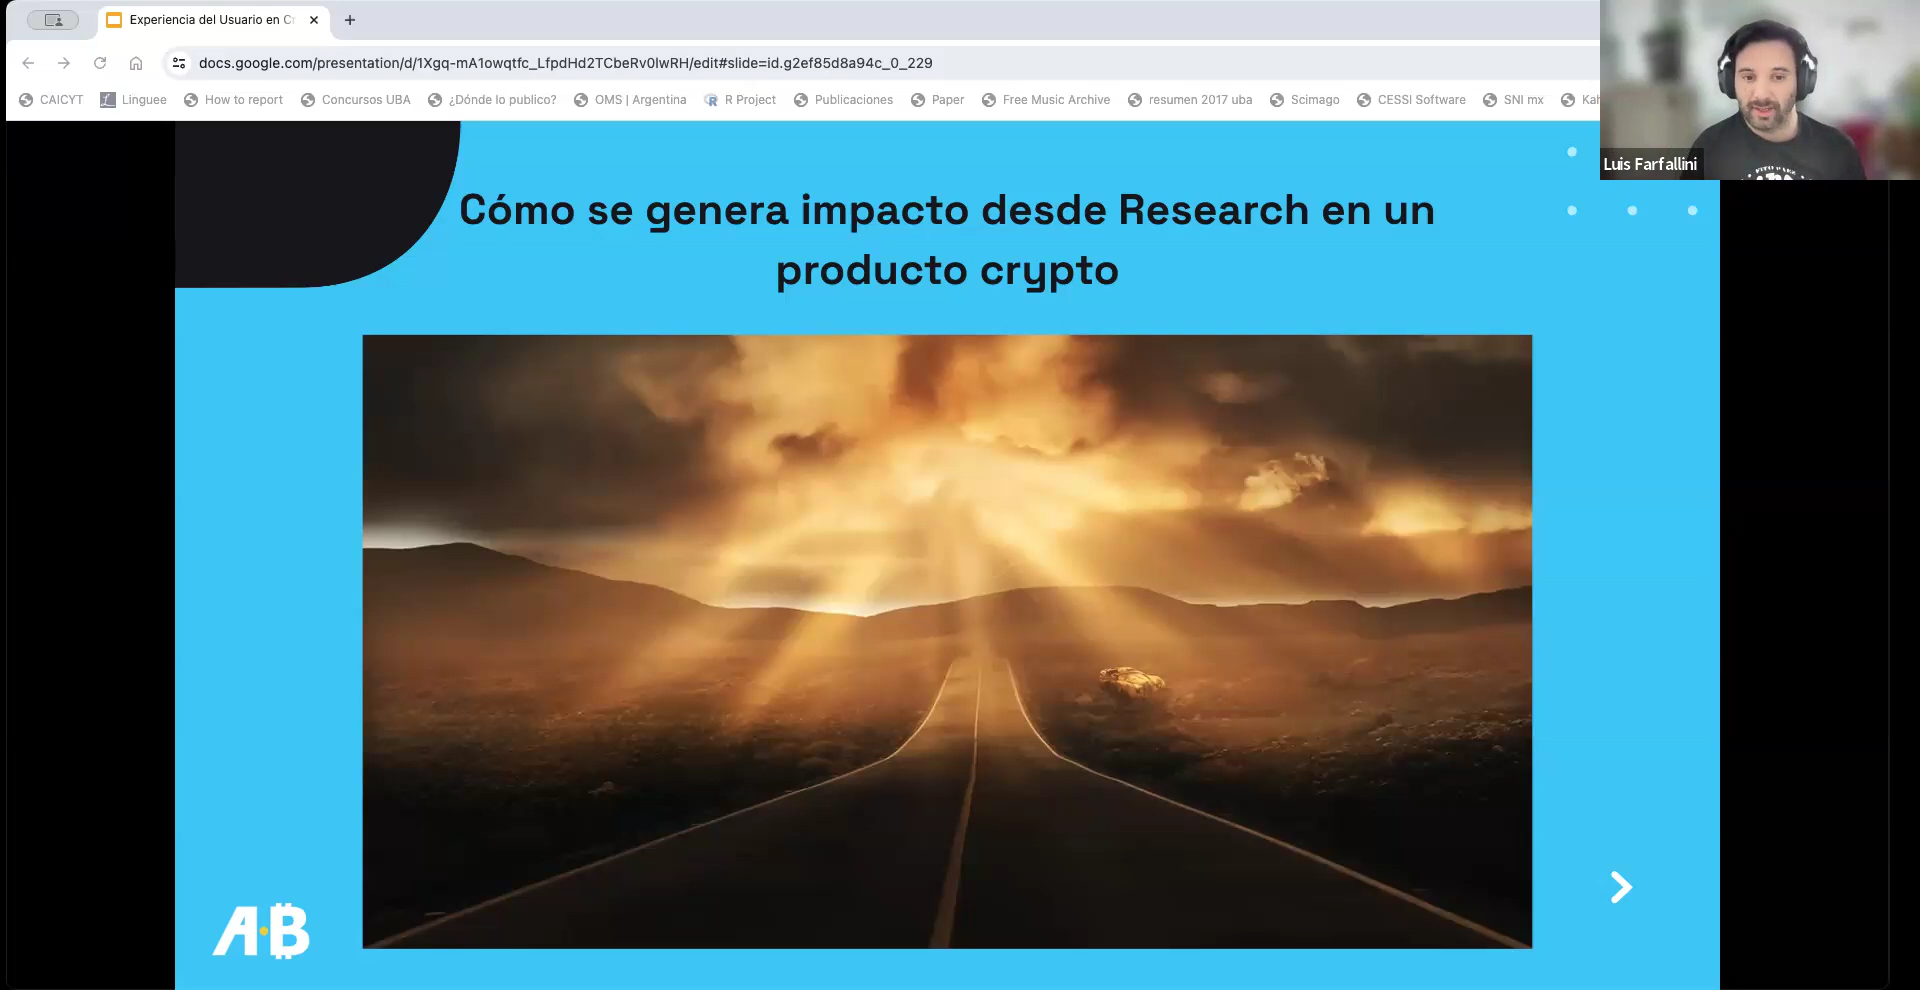 Experiencia del Usuario en C
docs.google.com/presentation/d/1Xgq-mA1owqtfc_LfpdHd2TCbeRv0IwRH/edit#slide=id.g2ef85d8a94c_0_229
CAICYT Linguee How to report Concursos UBA ¿Dónde lo publico? OMS | Argentina R Project Publicaciones Paper Free Music Archive resumen 2017 uba Scimago CESSI Software SNI mx Kah
Luis Farfallini
Cómo se genera impacto desde Research en un
producto crypto
A·B